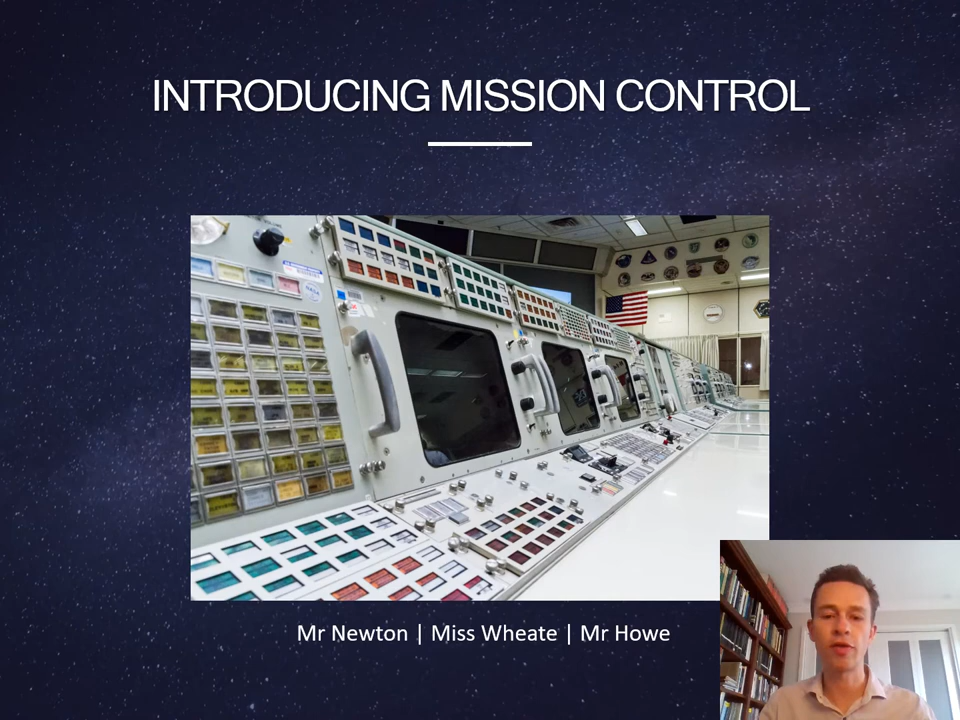 INTRODUCING MISSION CONTROL
Mr Newton | Miss Wheate | Mr Howe